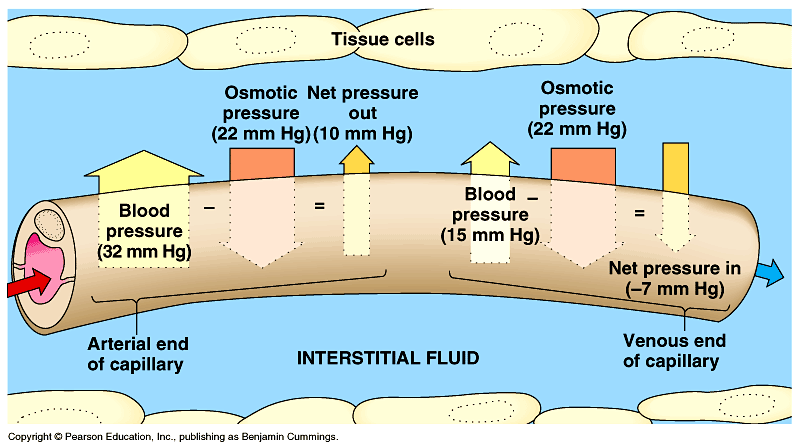 Tissue cells
Osmotic
pressure
(22 mm Hg)
Net pressure
out
(10 mm Hg)
Osmotic
pressure
(22 mm Hg)
Blood
pressure
(32 mm Hg)
–
=
Blood
pressure
(15 mm Hg)
–
=
Net pressure in
(–7 mm Hg)
Arterial end
of capillary
INTERSTITIAL FLUID
Venous end
of capillary
Copyright © Pearson Education, Inc., publishing as Benjamin Cummings.